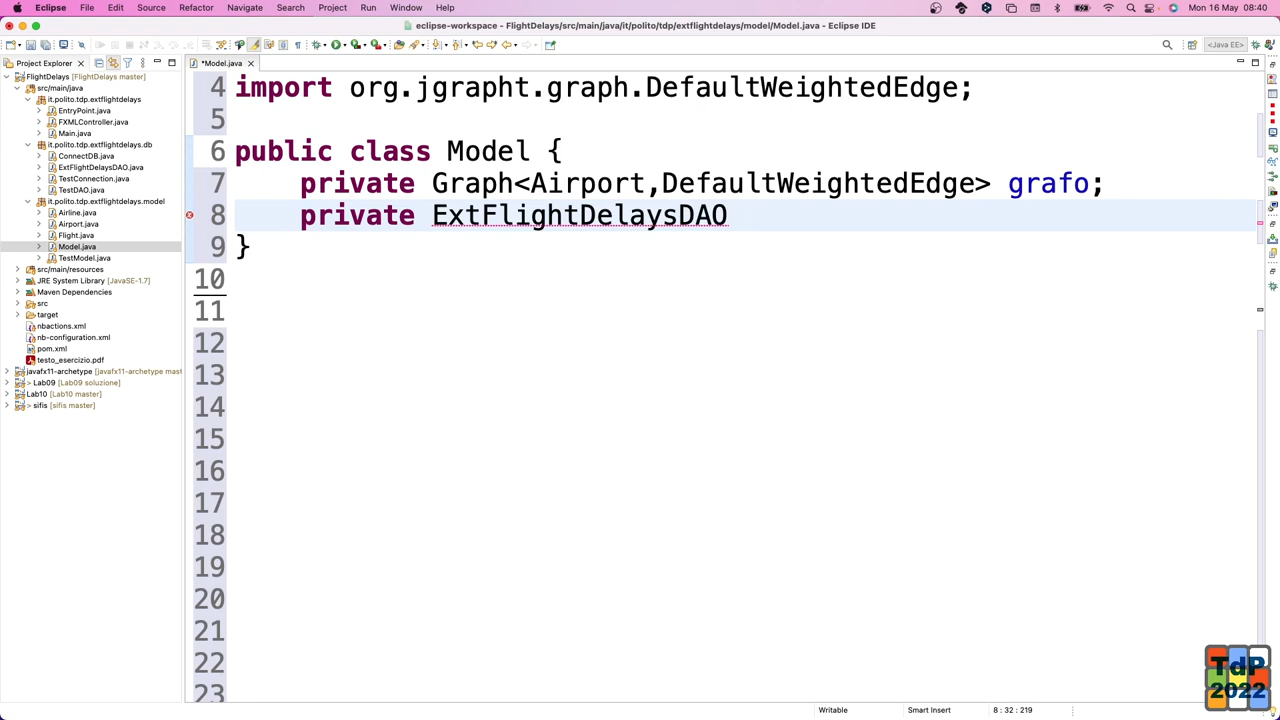 Eclipse File Edit Source Refactor Navigate Search Project Run Window Help Mon 16 May 08:40
eclipse-workspace - FlightDelays/src/main/java/it/polito/tdp/extflightdelays/model/Model.java - Eclipse IDE
<Java EE>
Project Explorer
*Model.java
FlightDelays [FlightDelays master]
src/main/java
it.polito.tdp.extflightdelays
EntryPoint.java
FXMLController.java
Main.java
it.polito.tdp.extflightdelays.db
ConnectDB.java
ExtFlightDelaysDAO.java
TestConnection.java
TestDAO.java
it.polito.tdp.extflightdelays.model
Airline.java
Airport.java
Flight.java
Model.java
TestModel.java
src/main/resources
JRE System Library [JavaSE-1.7]
Maven Dependencies
src
target
nbactions.xml
nb-configuration.xml
pom.xml
testo_esercizio.pdf
javafx11-archetype [javafx11-archetype mast
> Lab09 [Lab09 soluzione]
Lab10 [Lab10 master]
> sifis [sifis master]
4 import org.jgrapht.graph.DefaultWeightedEdge;
5
6 public class Model {
7 private Graph<Airport,DefaultWeightedEdge> grafo;
8 private ExtFlightDelaysDAO
9 }
10
11
12
13
14
15
16
17
18
19
20
21
22
23
Writable Smart Insert 8 : 32 : 219
TdP
2022